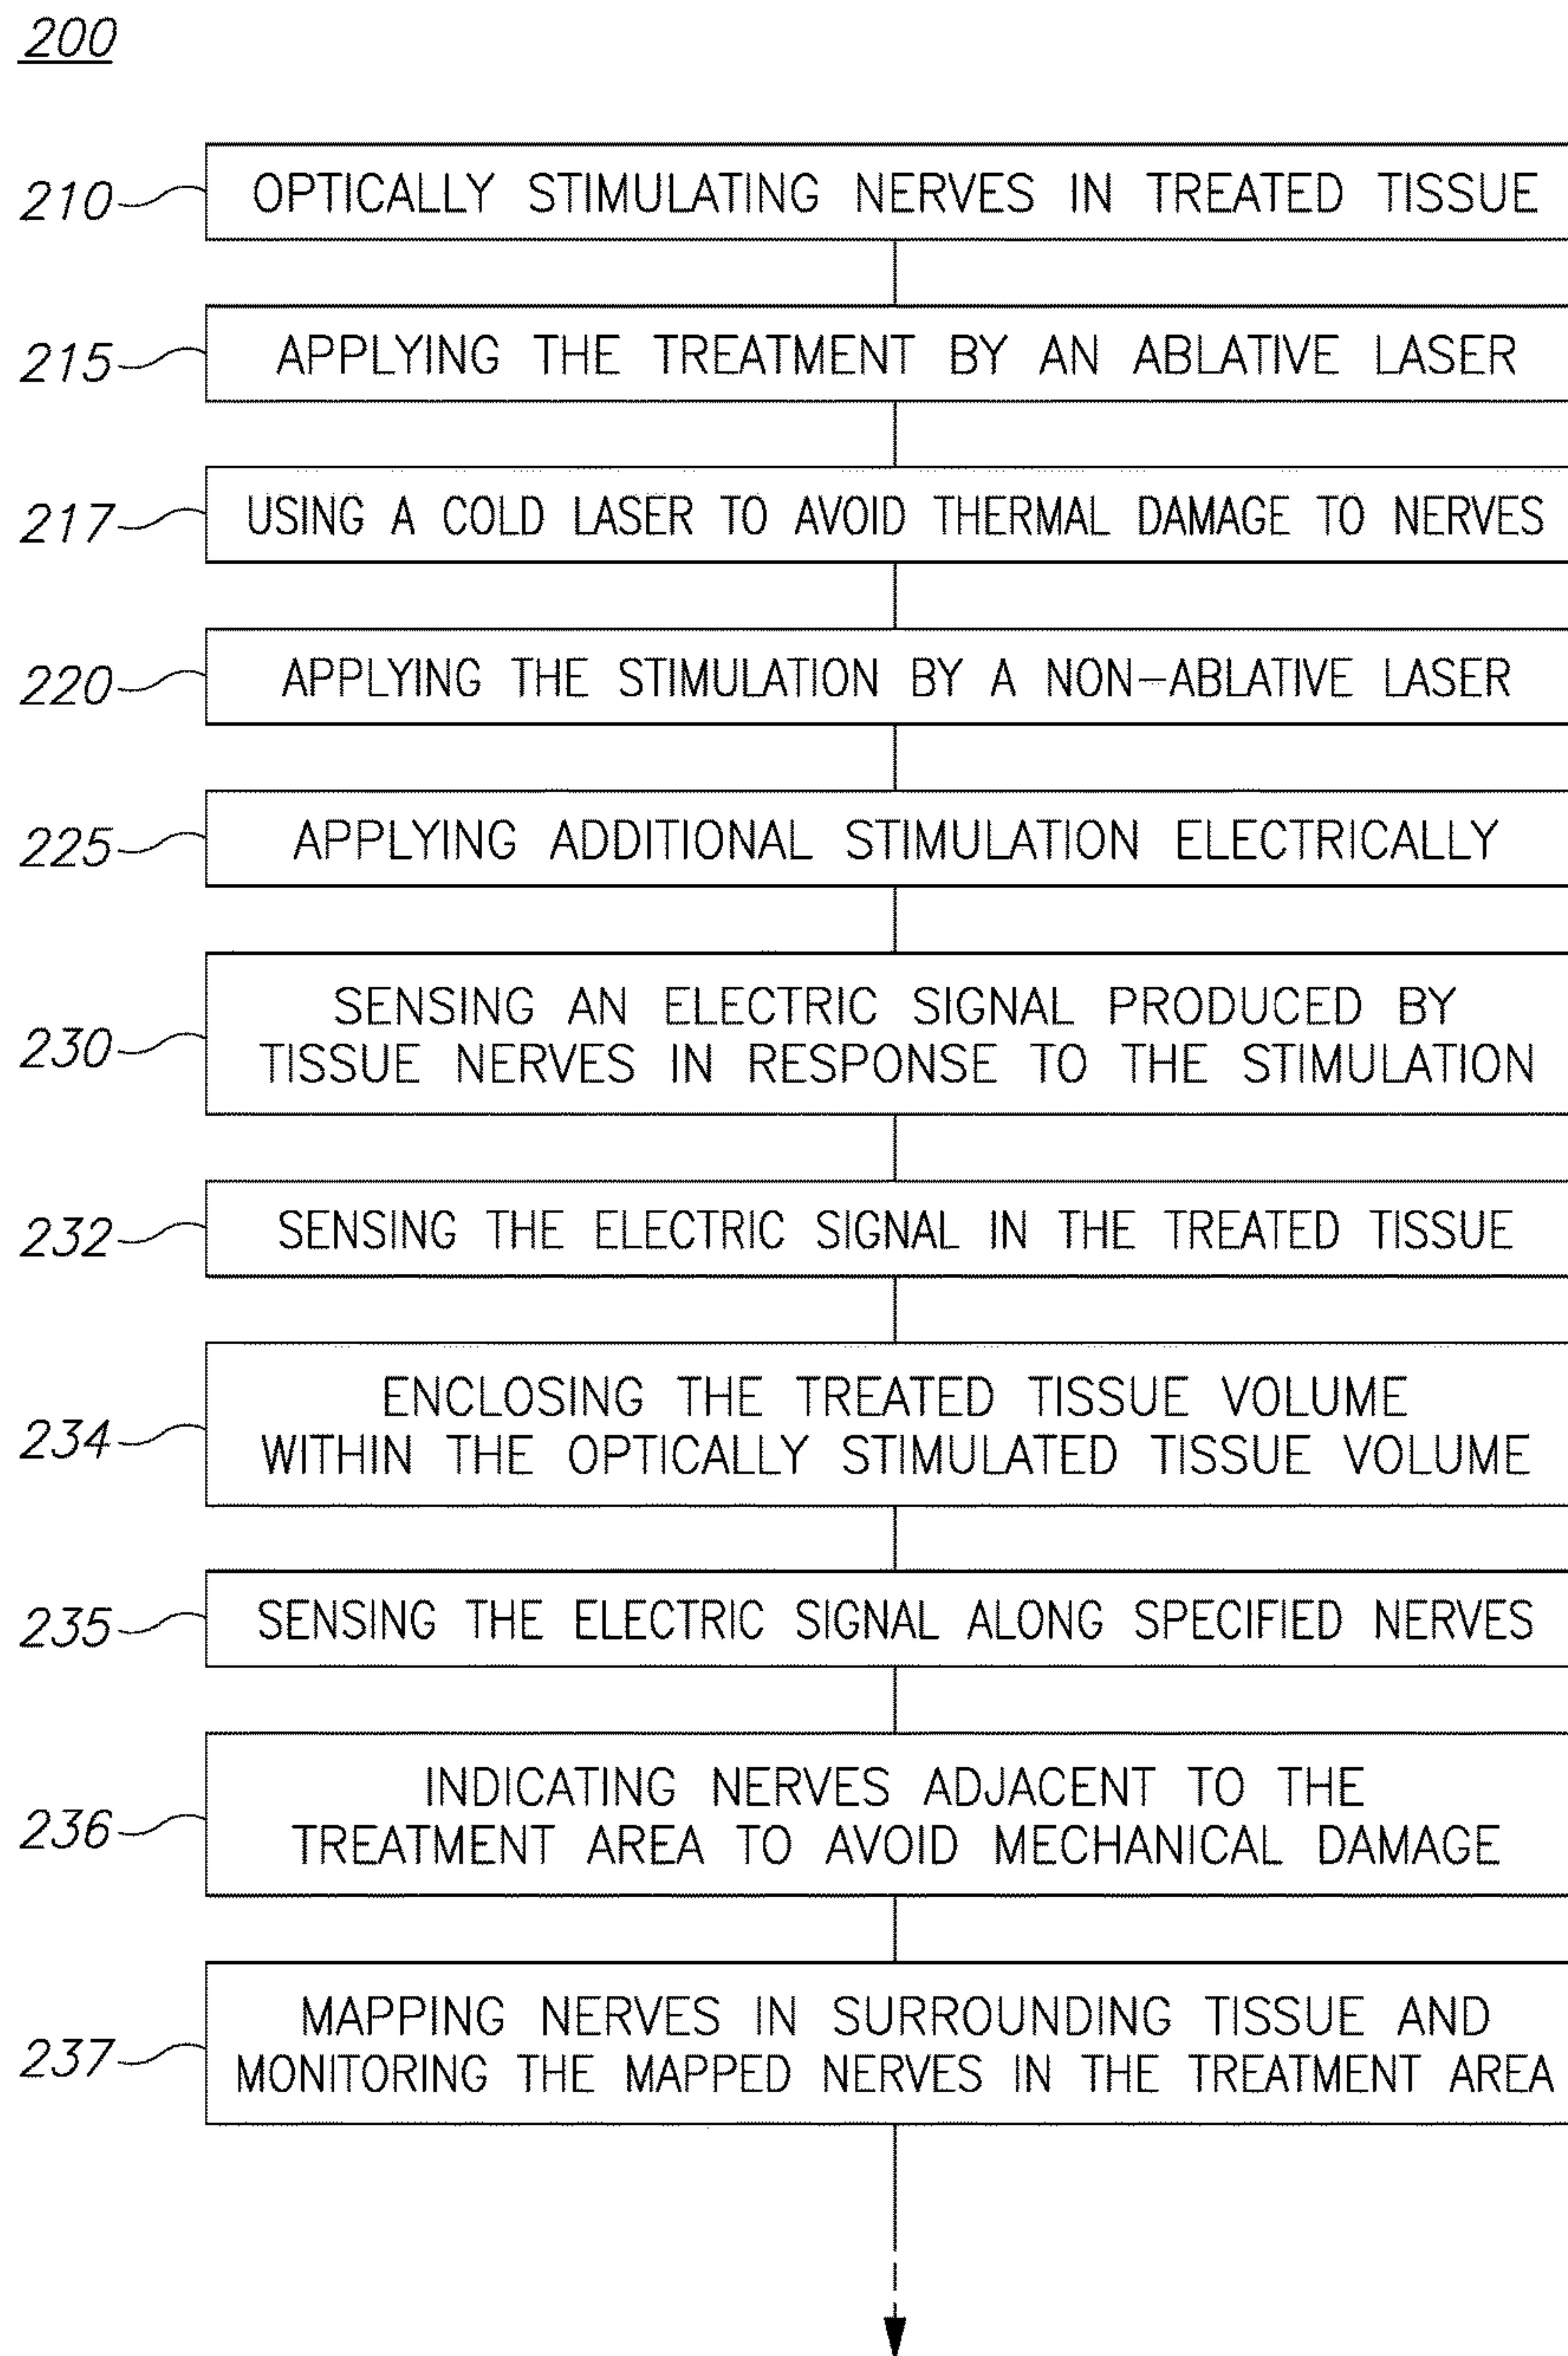 200
210 OPTICALLY STIMULATING NERVES IN TREATED TISSUE
215 APPLYING THE TREATMENT BY AN ABLATIVE LASER
217 USING A COLD LASER TO AVOID THERMAL DAMAGE TO NERVES
220 APPLYING THE STIMULATION BY A NON-ABLATIVE LASER
225 APPLYING ADDITIONAL STIMULATION ELECTRICALLY
230 SENSING AN ELECTRIC SIGNAL PRODUCED BY
TISSUE NERVES IN RESPONSE TO THE STIMULATION
232 SENSING THE ELECTRIC SIGNAL IN THE TREATED TISSUE
234 ENCLOSING THE TREATED TISSUE VOLUME
WITHIN THE OPTICALLY STIMULATED TISSUE VOLUME
235 SENSING THE ELECTRIC SIGNAL ALONG SPECIFIED NERVES
236 INDICATING NERVES ADJACENT TO THE
TREATMENT AREA TO AVOID MECHANICAL DAMAGE
237 MAPPING NERVES IN SURROUNDING TISSUE AND
MONITORING THE MAPPED NERVES IN THE TREATMENT AREA